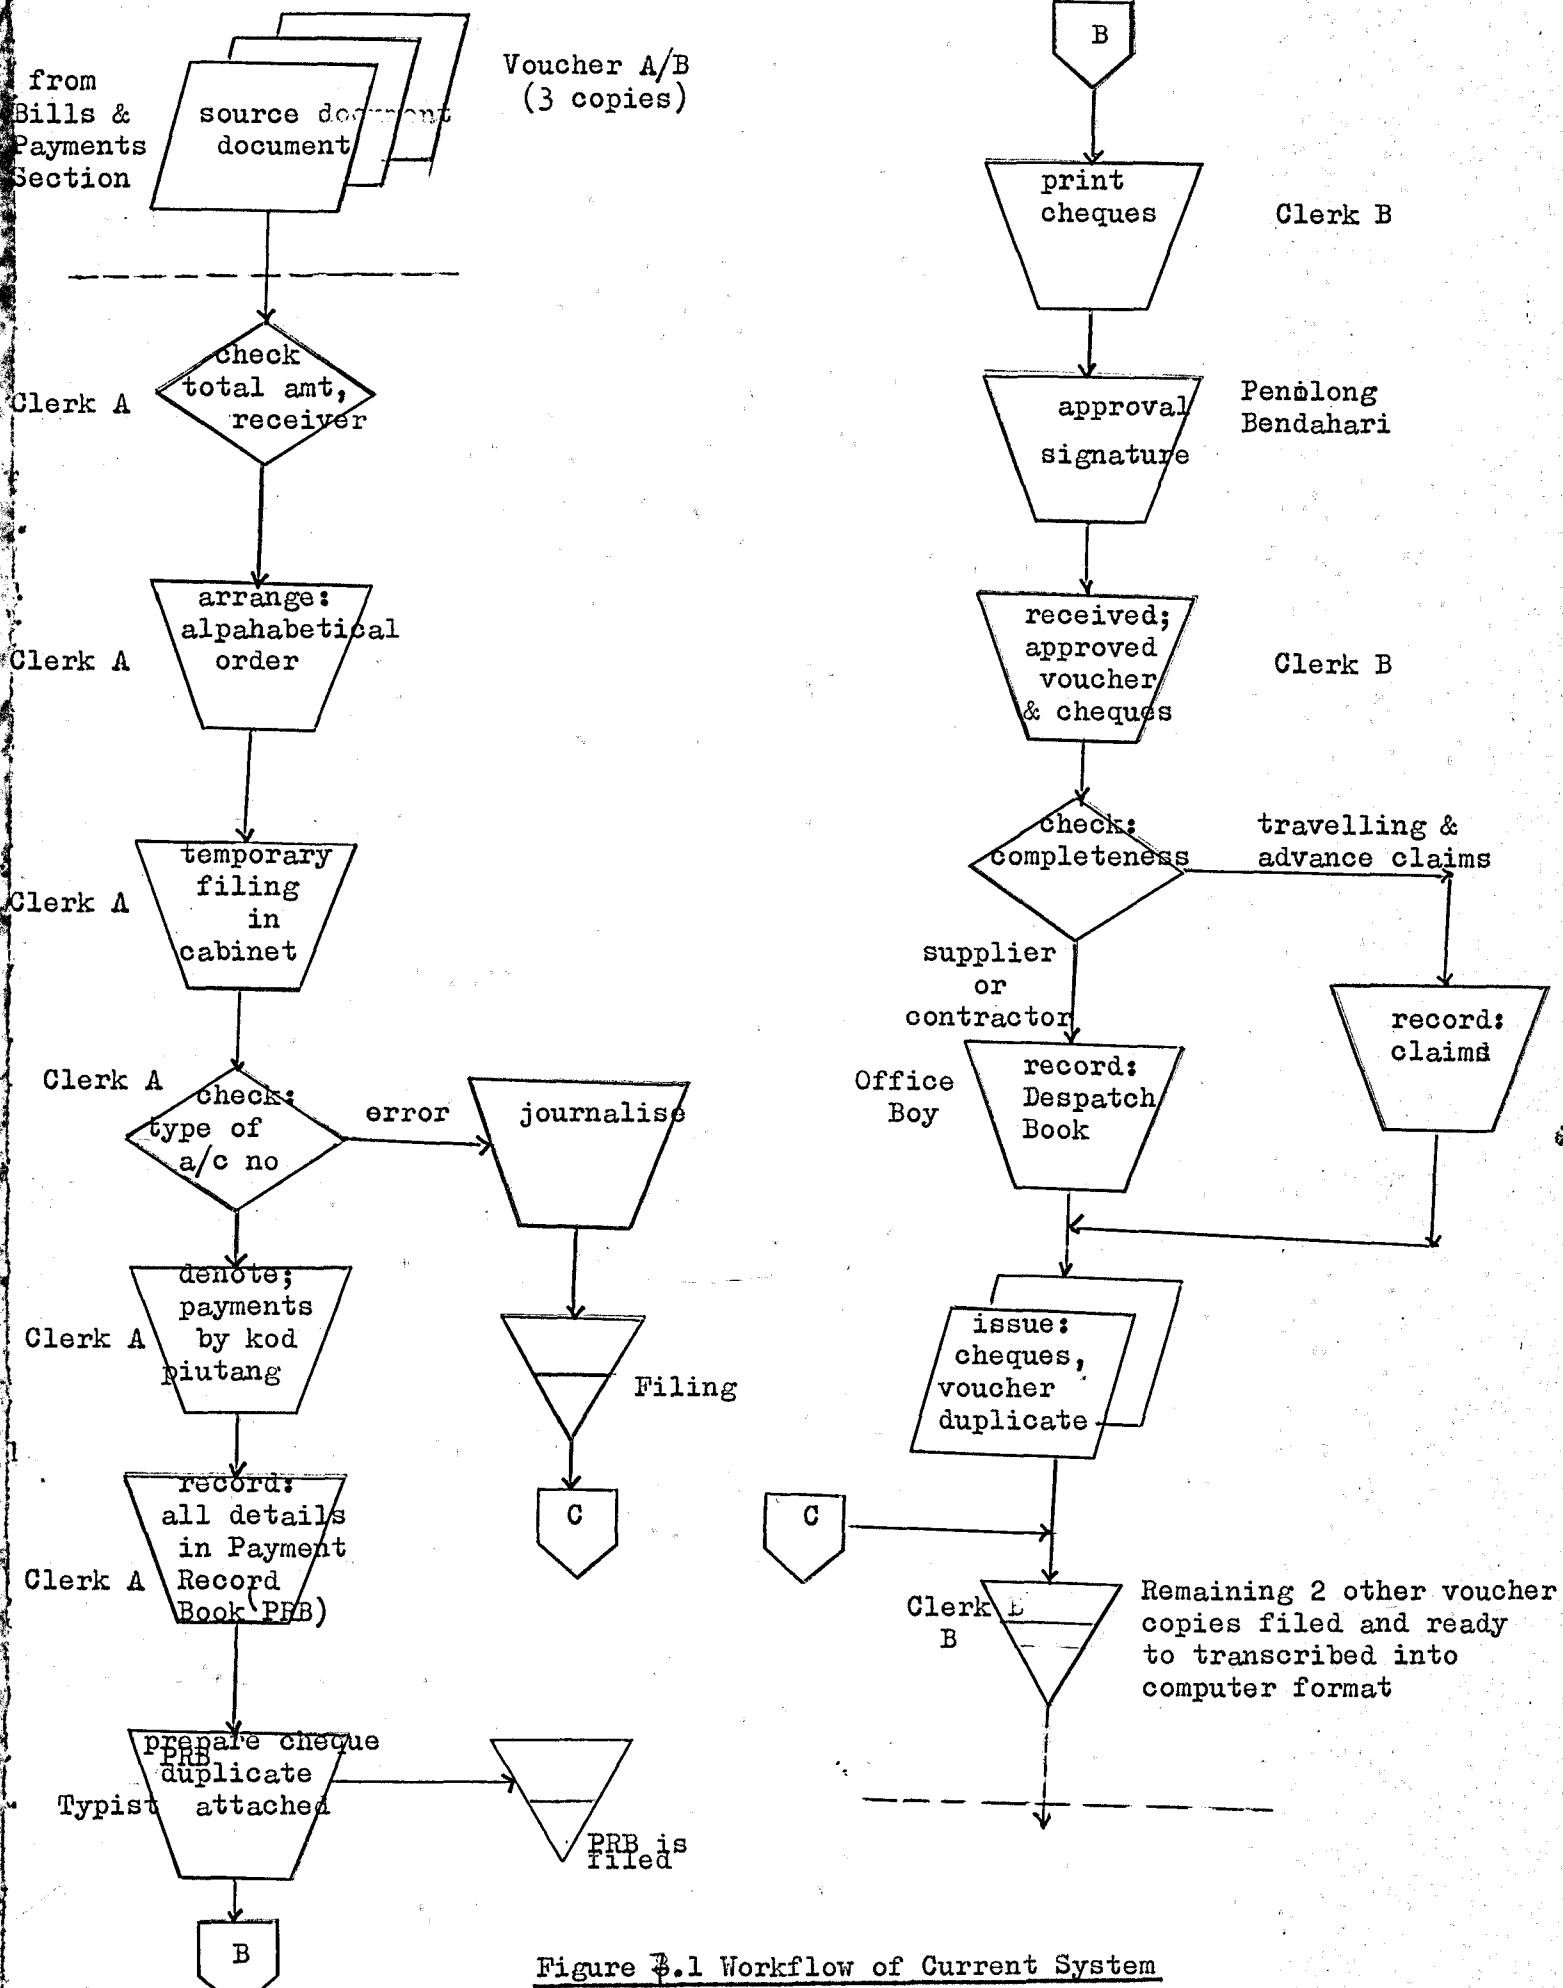 from
Bills &
Payments
Section
source document
document
Voucher A/B
(3 copies)
Clerk A
check
total amt,
receiver
Clerk A
arrange:
alpahabetical
order
Clerk A
temporary
filing
in
cabinet
Clerk A
check:
type of
a/c no
error
journalise
Filing
C
Clerk A
denote;
payments
by kod
piutang
Clerk A
record:
all details
in Payment
Record
Book(PRB)
Typist
prepare cheque
PRB
duplicate
attached
PRB is
filed
B
B
print
cheques
Clerk B
approval
signature
Penolong
Bendahari
received;
approved
voucher
& cheques
Clerk B
check:
completeness
travelling &
advance claims
supplier
or
contractor
record:
claims
Office
Boy
record:
Despatch
Book
issue:
cheques,
voucher
duplicate
C
Clerk
B
Remaining 2 other voucher
copies filed and ready
to transcribed into
computer format
Figure 3.1 Workflow of Current System